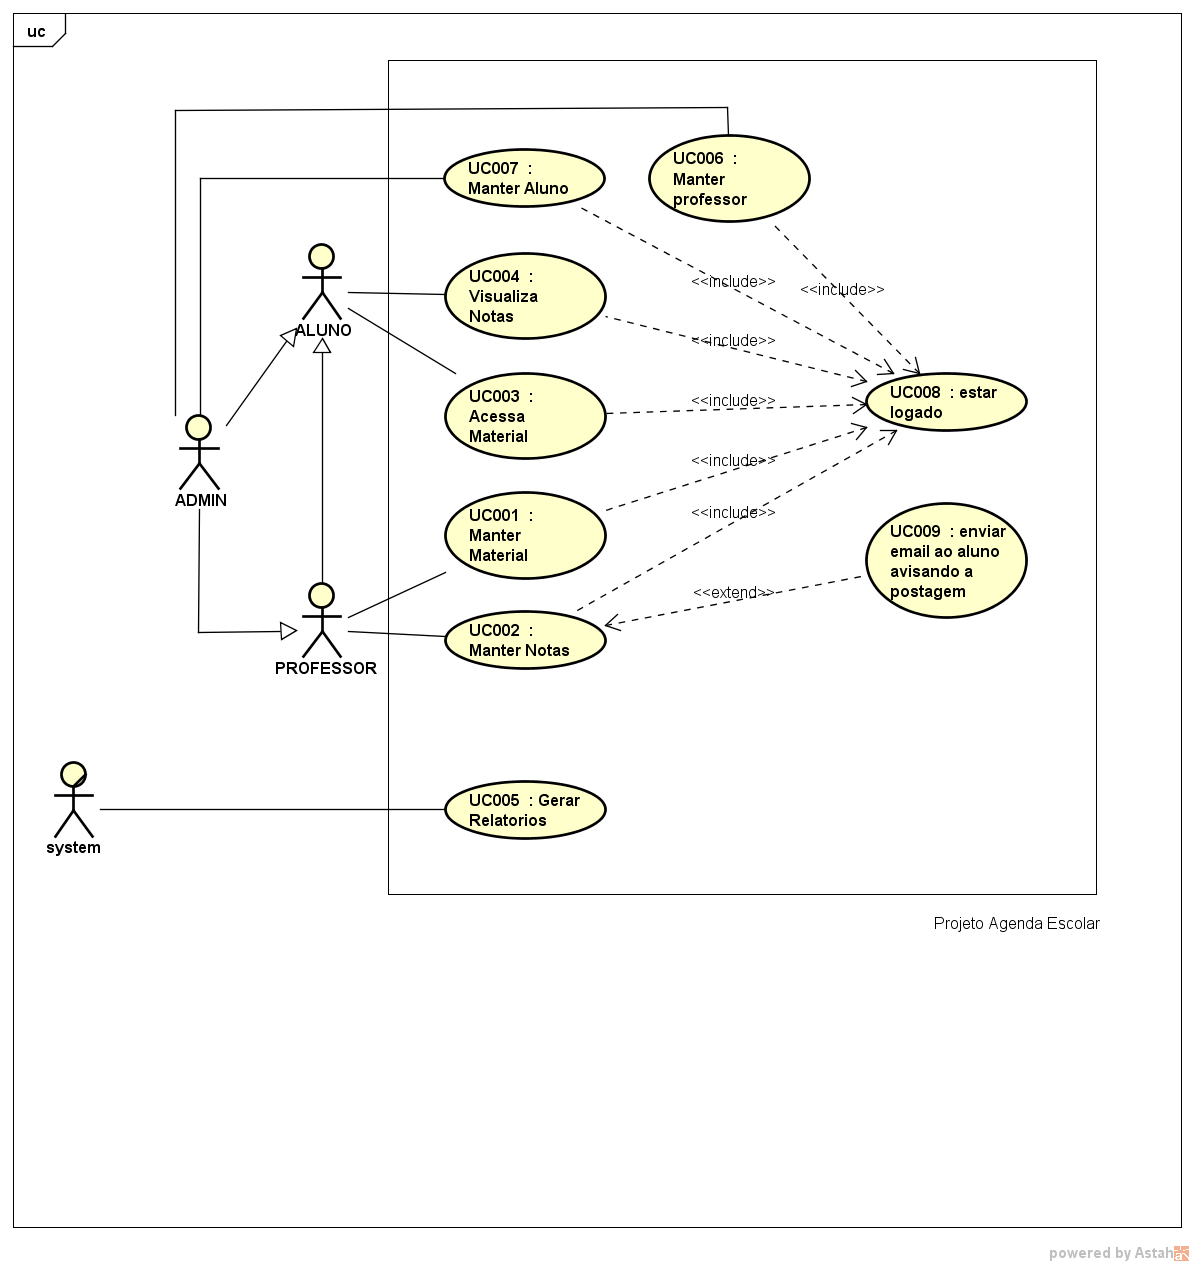 uc
UC007  :
Manter Aluno
UC006  :
Manter
professor
UC004  :
Visualiza
Notas
<<include>>
<<include>>
ALUNO
<<include>>
UC003  :
Acessa
Material
<<include>>
UC008  : estar
logado
<<include>>
ADMIN
UC001  :
Manter
Material
<<include>>
UC009  : enviar
email ao aluno
avisando a
postagem
<<extend>>
UC002  :
Manter Notas
PROFESSOR
UC005  : Gerar
Relatorios
system
Projeto Agenda Escolar
powered by Astah